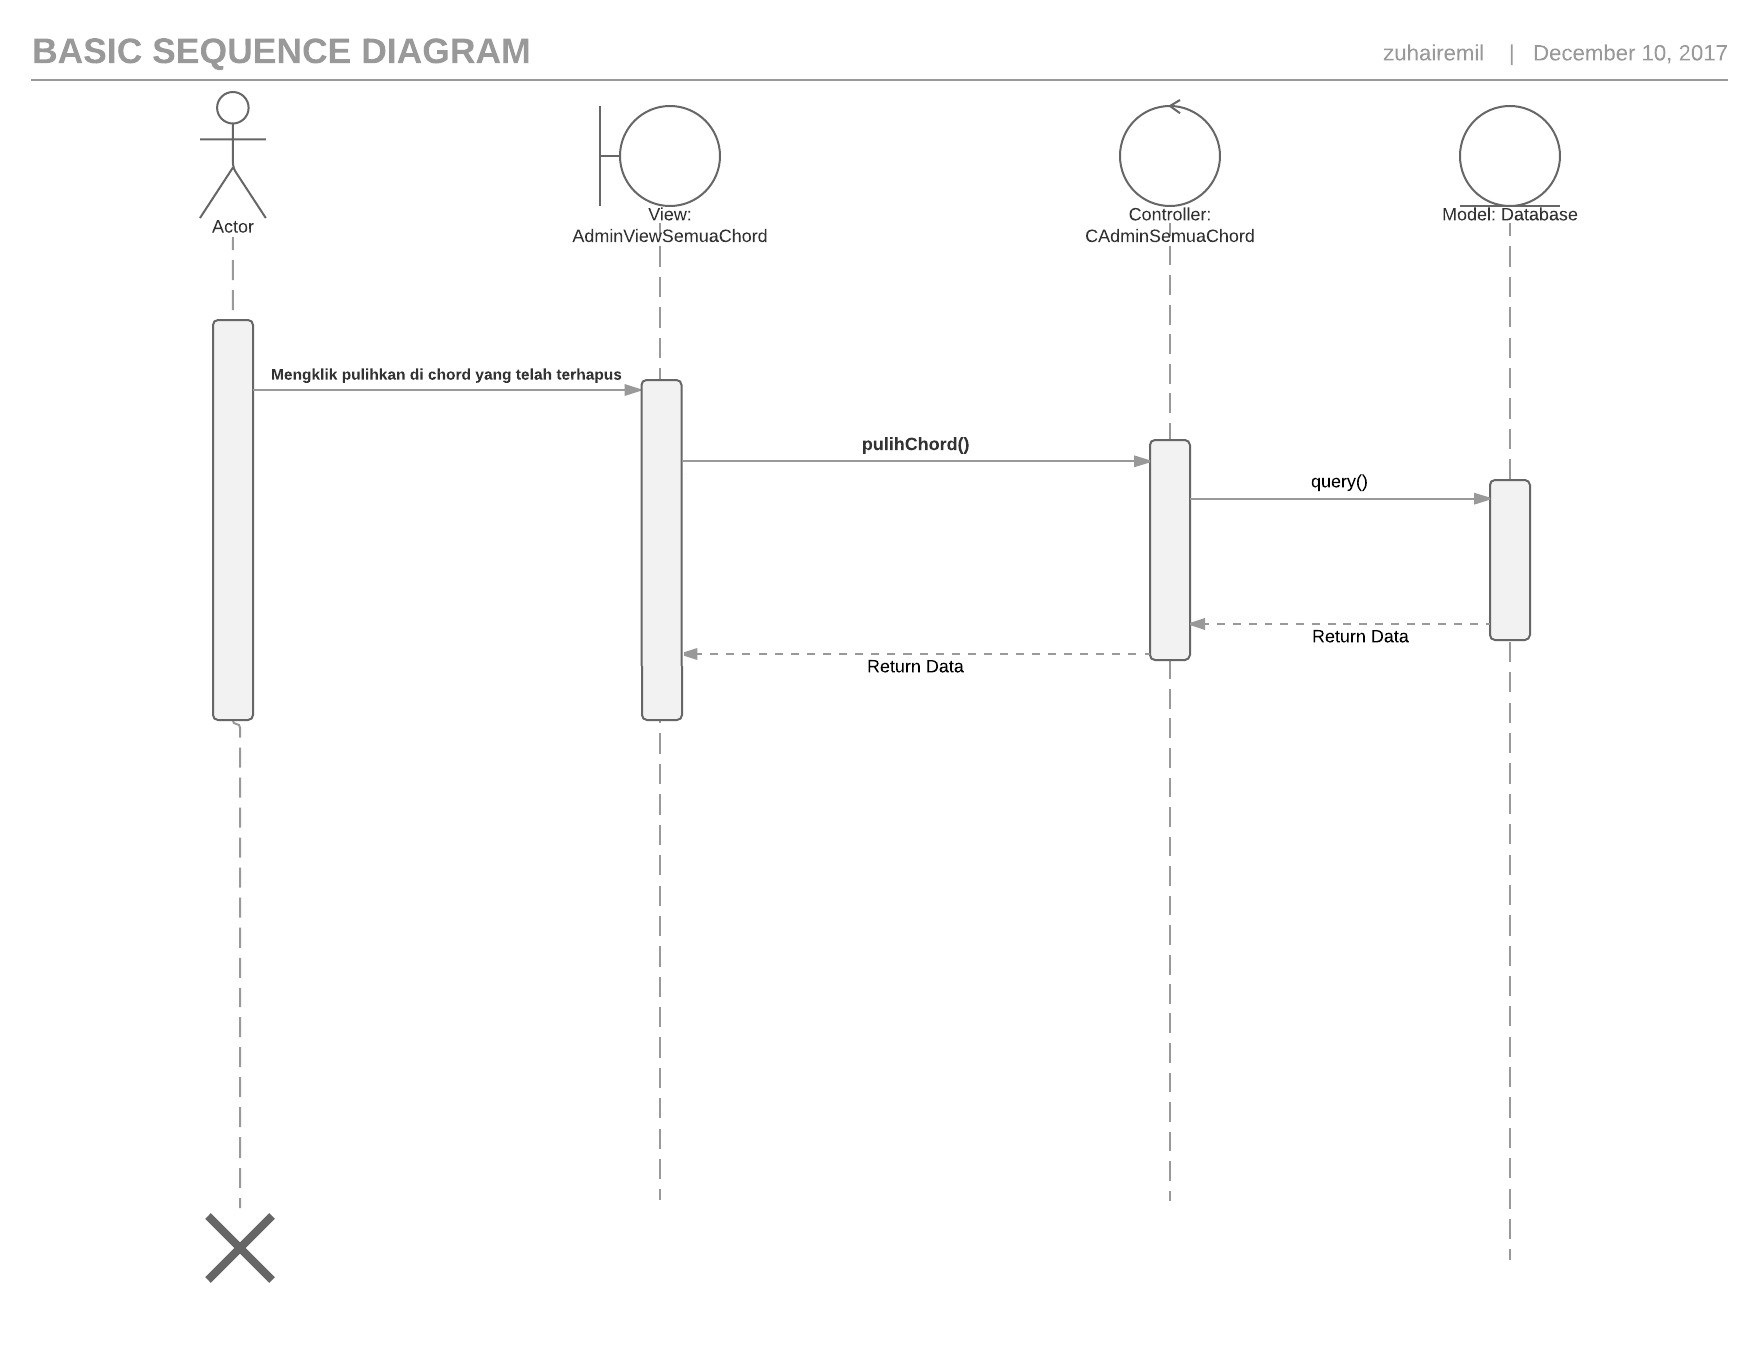 BASIC SEQUENCE DIAGRAM
zuhairemil | December 10, 2017
Actor
View:
AdminViewSemuaChord
Controller:
CAdminSemuaChord
Model: Database
Mengklik pulihkan di chord yang telah terhapus
pulihChord()
query()
Return Data
Return Data